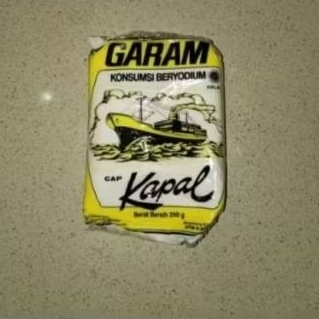 GARAM
KONSUMSI BERYODIUM
CAP
Kapal
Berat Bersih 250 g